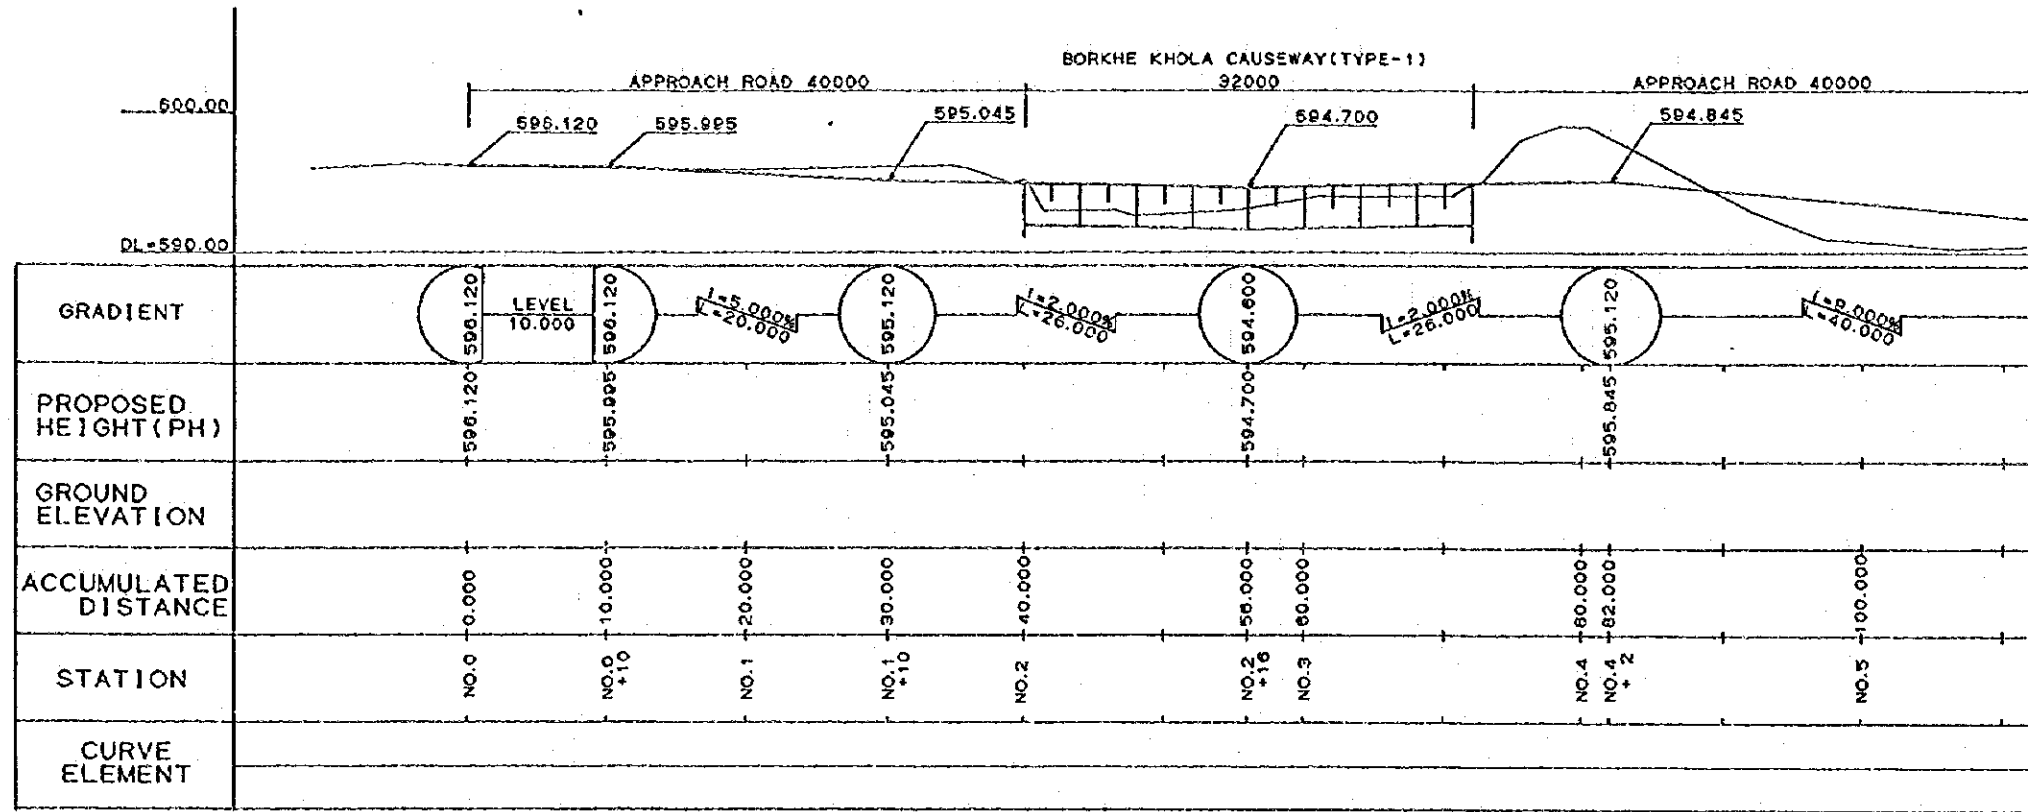 BORKHE KHOLA CAUSEWAY(TYPE-1)
APPROACH ROAD 40000
32000
APPROACH ROAD 40000
600.00
596.120
595.995
595.045
594.700
594.845
DL=590.00
GRADIENT
596.120
LEVEL
10.000
596.120
I=5.000%
L=20.000
595.120
I=2.000%
L=26.000
594.600
I=2.000%
L=26.000
595.120
L=40.000
PROPOSED
HEIGHT(PH)
596.120
595.995
595.045
594.700
595.845
GROUND
ELEVATION
ACCUMULATED
DISTANCE
0.000
10.000
20.000
30.000
40.000
56.000
60.000
80.000
82.000
100.000
STATION
NO.0
NO.0
+10
NO.1
NO.1
+10
NO.2
NO.2
+16
NO.3
NO.4
NO.4
+ 2
NO.5
CURVE
ELEMENT